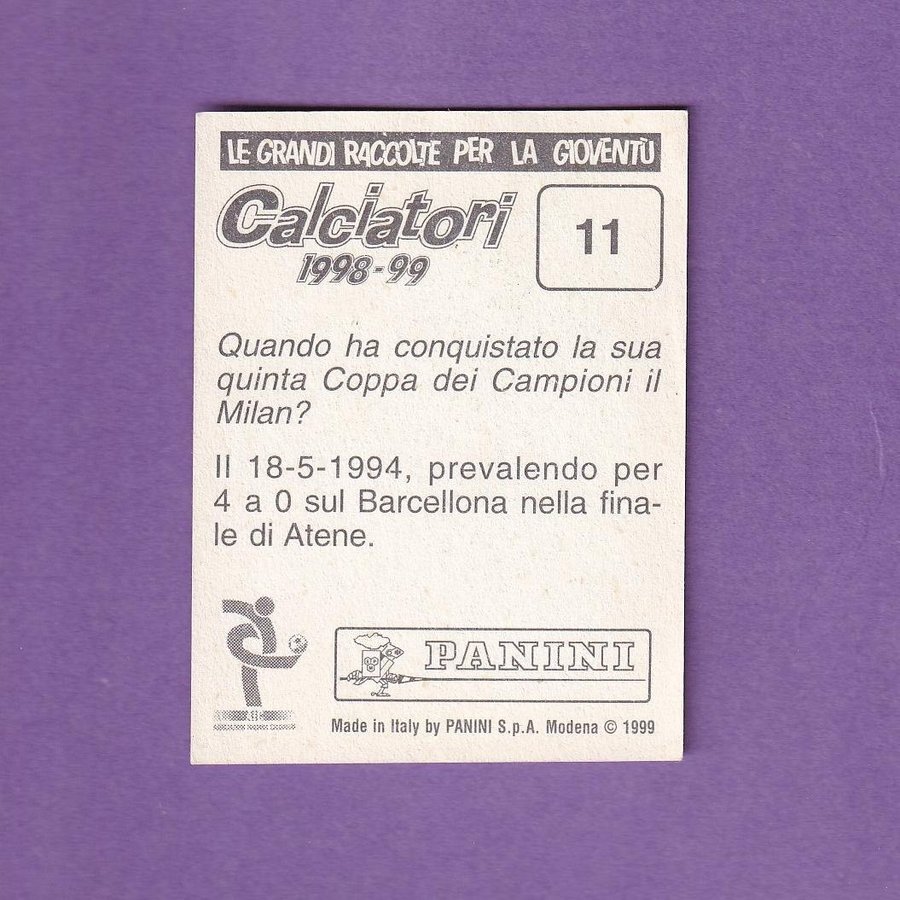 LE GRANDI RACCOLTE PER LA GIOVENTÙ
Calciatori
1998-99
11
Quando ha conquistato la sua
quinta Coppa dei Campioni il
Milan?
Il 18-5-1994, prevalendo per
4 a 0 sul Barcellona nella fina-
le di Atene.
PANINI
Made in Italy by PANINI S.p.A. Modena © 1999